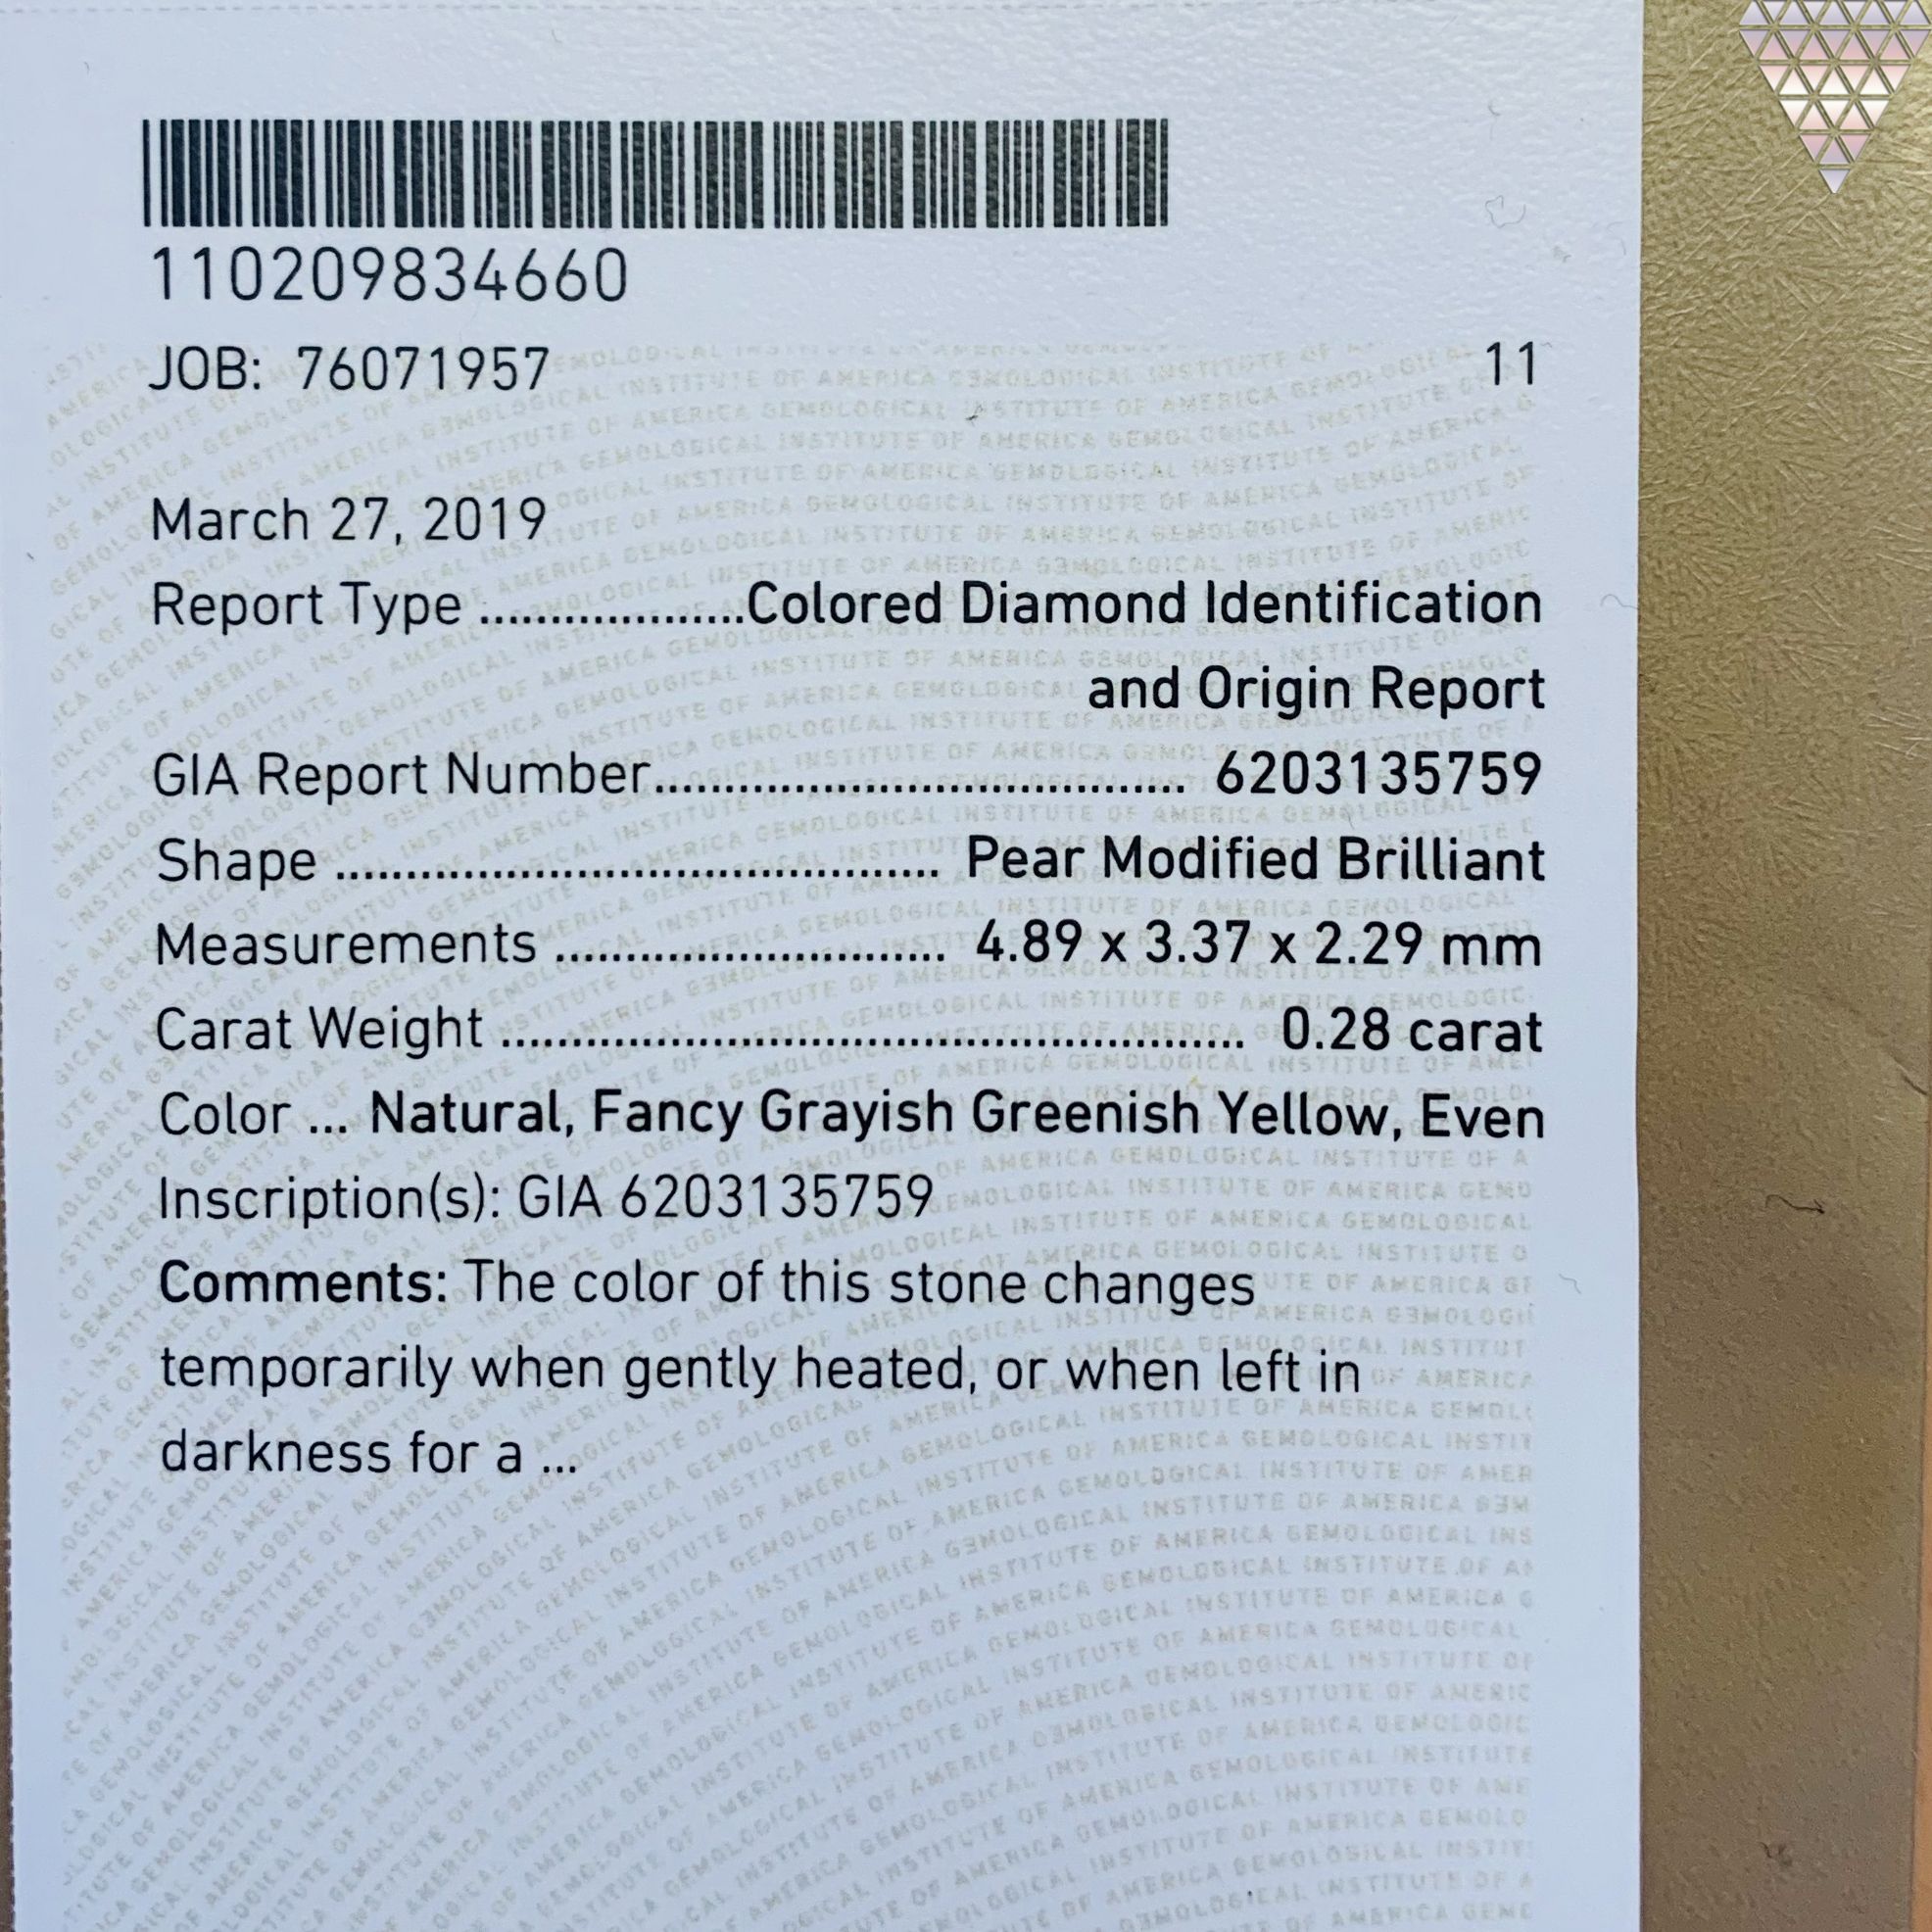 110209834660
JOB: 76071957 11
March 27, 2019
Report Type ...................Colored Diamond Identification
and Origin Report
GIA Report Number...................................... 6203135759
Shape ........................................... Pear Modified Brilliant
Measurements ............................ 4.89 x 3.37 x 2.29 mm
Carat Weight ..................................................... 0.28 carat
Color ... Natural, Fancy Grayish Greenish Yellow, Even
Inscription(s): GIA 6203135759
Comments: The color of this stone changes
temporarily when gently heated, or when left in
darkness for a ...